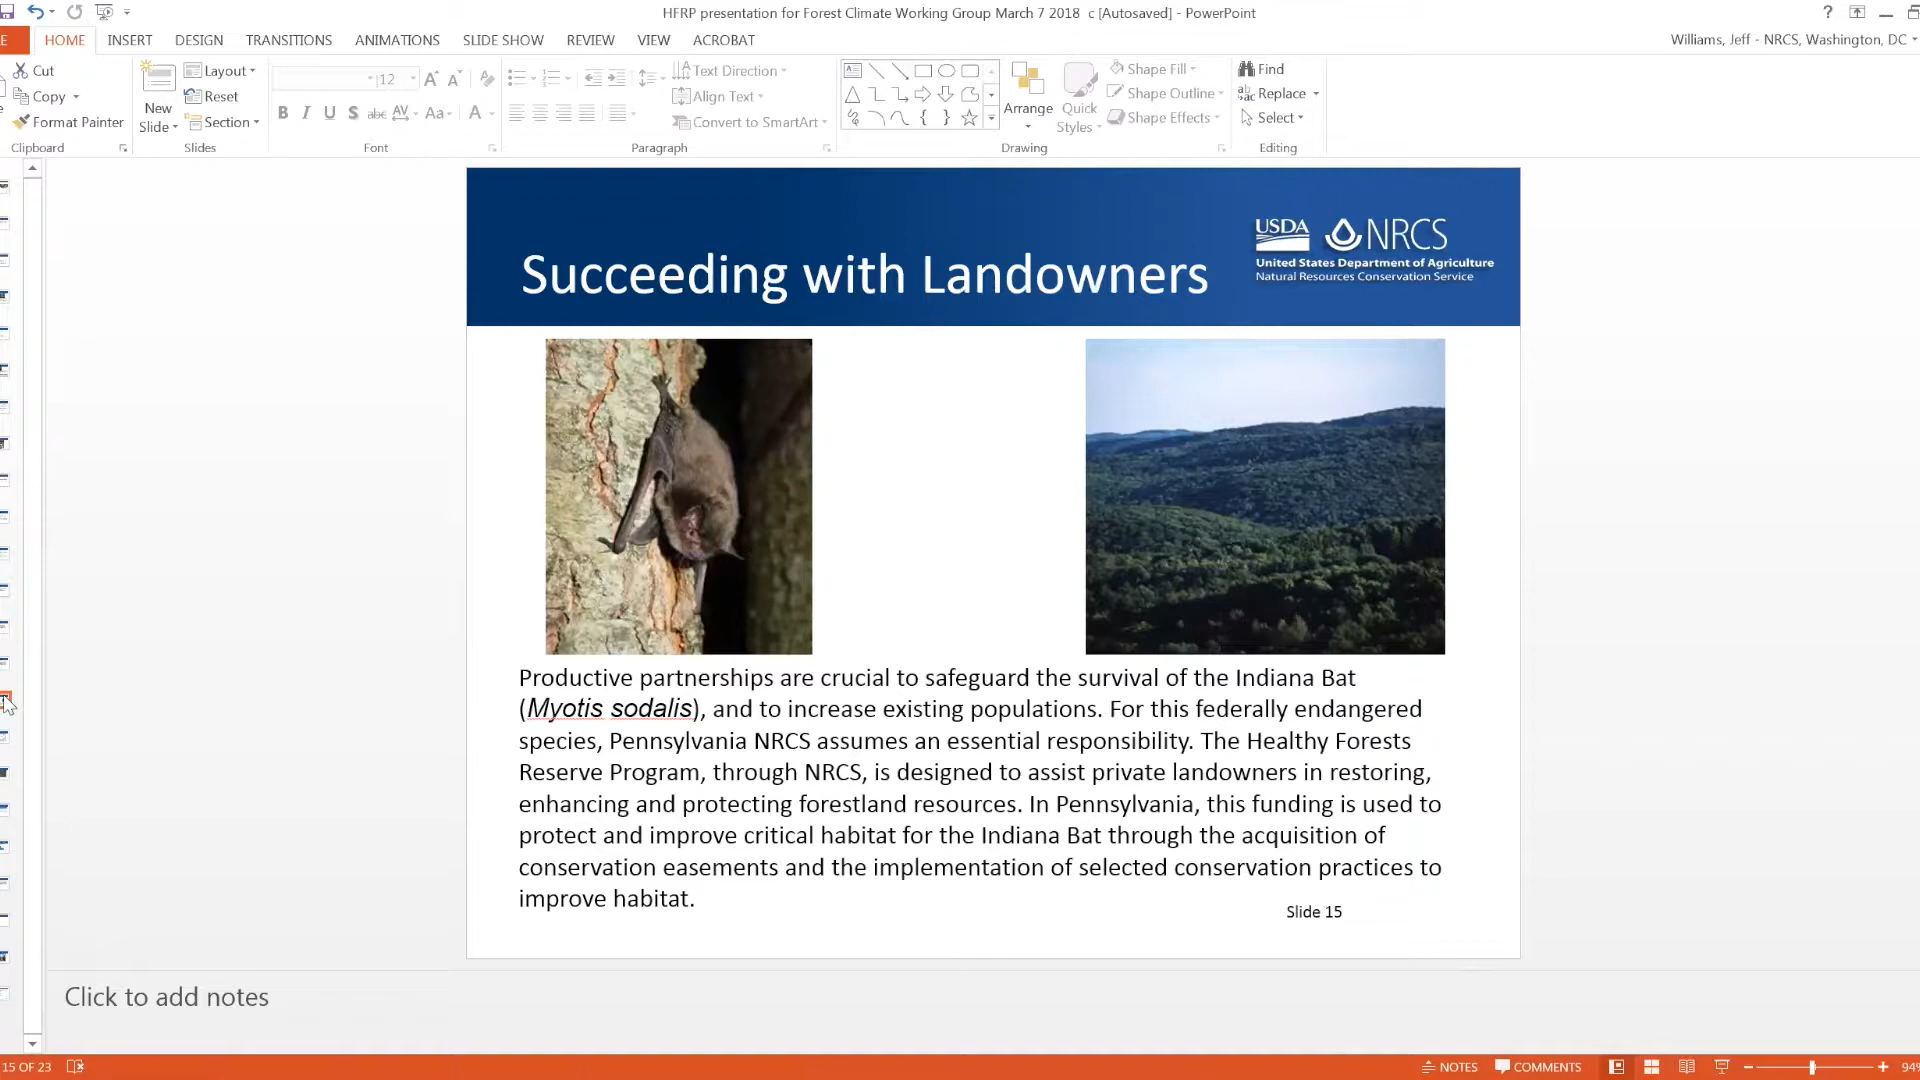 HFRP presentation for Forest Climate Working Group March 7 2018  c [Autosaved] - PowerPoint
?
HOME INSERT DESIGN TRANSITIONS ANIMATIONS SLIDE SHOW REVIEW VIEW ACROBAT
Williams, Jeff - NRCS, Washington, DC
Cut
Copy
Format Painter
Clipboard
New
Slide
Layout
Reset
Section
Slides
12
B I U S abc AV Aa A
Font
Text Direction
Align Text
Convert to SmartArt
Paragraph
Arrange
Quick
Styles
Shape Fill
Shape Outline
Shape Effects
Drawing
Find
Replace
Select
Editing
Succeeding with Landowners
USDA NRCS
United States Department of Agriculture
Natural Resources Conservation Service
Productive partnerships are crucial to safeguard the survival of the Indiana Bat
(Myotis sodalis), and to increase existing populations. For this federally endangered
species, Pennsylvania NRCS assumes an essential responsibility. The Healthy Forests
Reserve Program, through NRCS, is designed to assist private landowners in restoring,
enhancing and protecting forestland resources. In Pennsylvania, this funding is used to
protect and improve critical habitat for the Indiana Bat through the acquisition of
conservation easements and the implementation of selected conservation practices to
improve habitat.
Slide 15
Click to add notes
15 OF 23
NOTES COMMENTS
94%